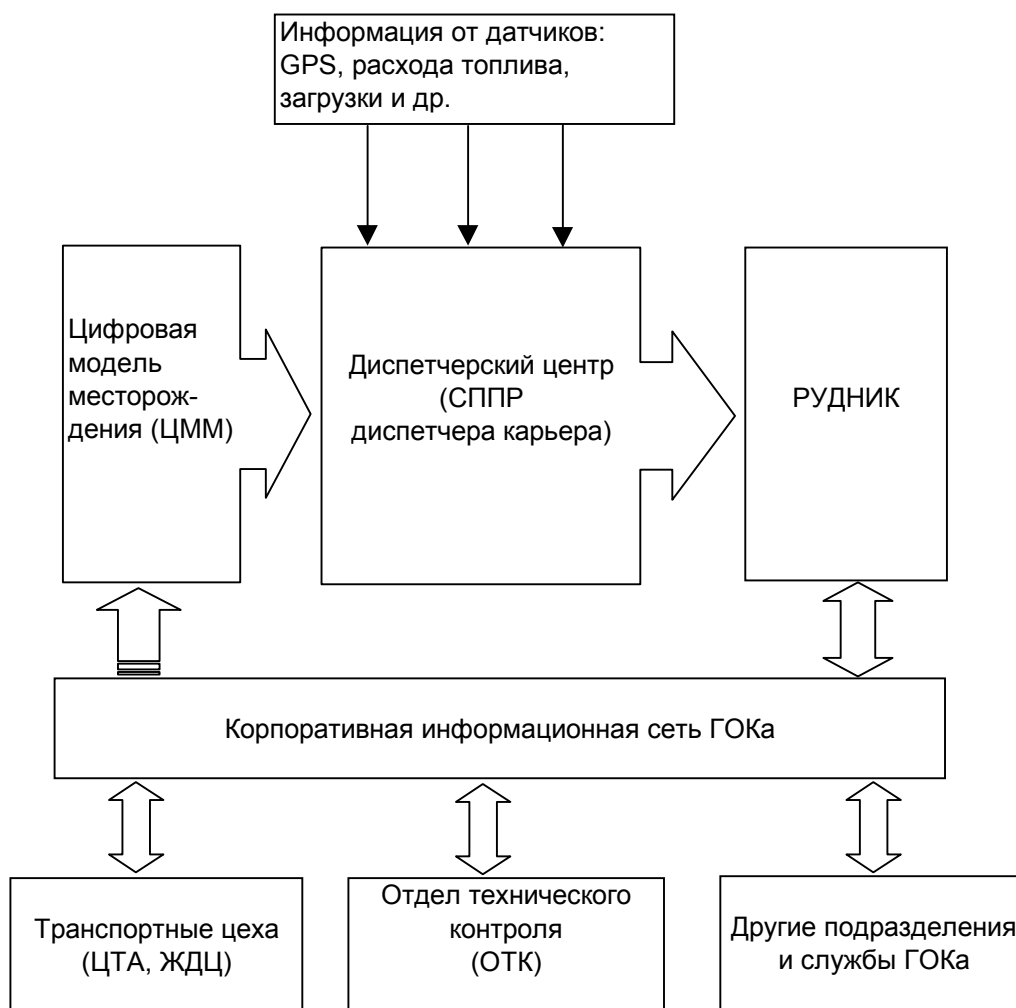 Информация от датчиков:
GPS, расхода топлива,
загрузки и др.
Цифровая
модель
месторож-
дения (ЦММ)
Диспетчерский центр
(СППР
диспетчера карьера)
РУДНИК
Корпоративная информационная сеть ГОКа
Транспортные цеха
(ЦТА, ЖДЦ)
Отдел технического
контроля
(ОТК)
Другие подразделения
и службы ГОКа